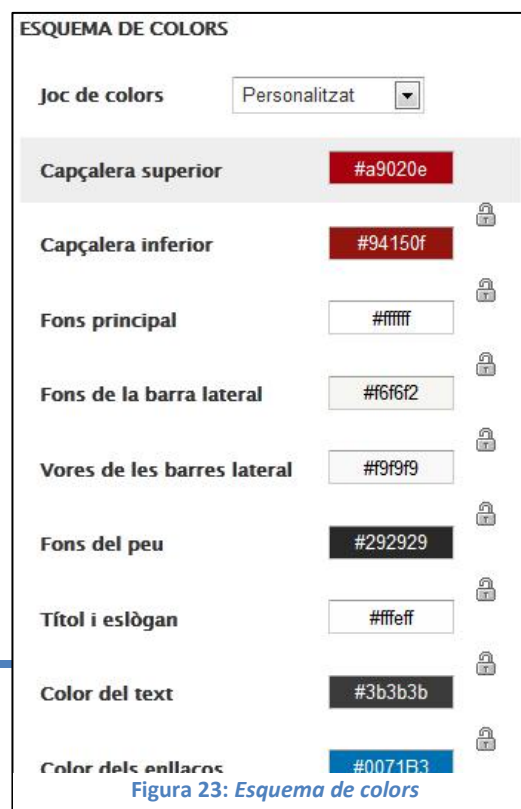 ESQUEMA DE COLORS
Joc de colors Personalitzat
Capçalera superior #a9020e
Capçalera inferior #94150f
Fons principal #ffffff
Fons de la barra lateral #f6f6f2
Vores de les barres lateral #f9f9f9
Fons del peu #292929
Títol i eslògan #fffeff
Color del text #3b3b3b
Color dels enllaços #0071B3
Figura 23: Esquema de colors